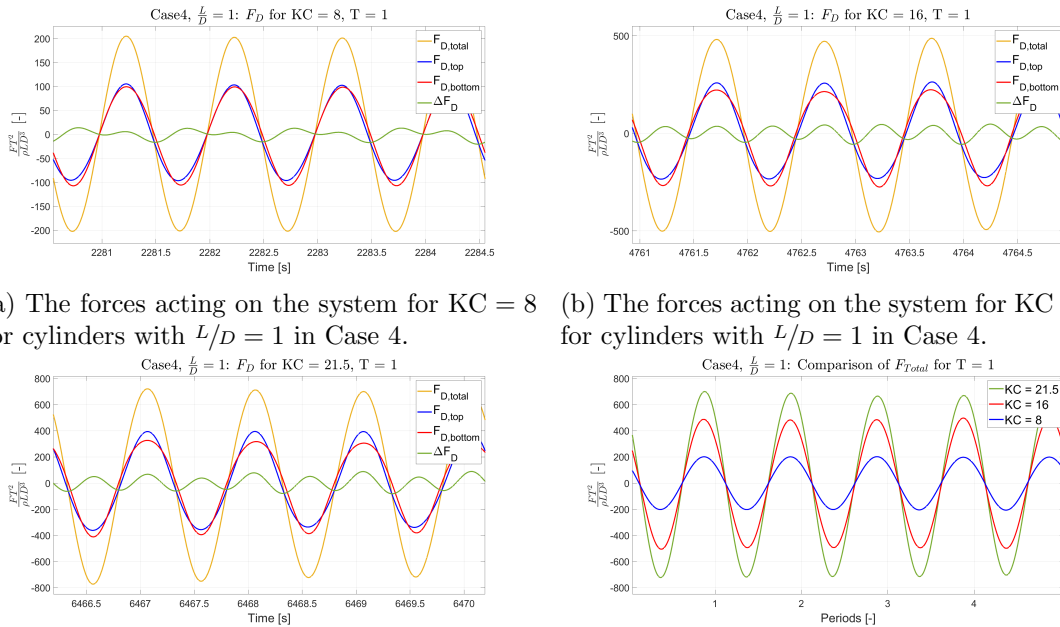 Case4, L/D = 1: F_D for KC = 8, T = 1
200
150
100
50
0
-50
-100
-150
-200
FT²/ρLD³ [-]
F_D,total
F_D,top
F_D,bottom
ΔF_D
2281 2281.5 2282 2282.5 2283 2283.5 2284 2284.5
Time [s]
Case4, L/D = 1: F_D for KC = 16, T = 1
500
0
-500
FT²/ρLD³ [-]
F_D,total
F_D,top
F_D,bottom
ΔF_D
4761 4761.5 4762 4762.5 4763 4763.5 4764 4764.5
Time [s]
) The forces acting on the system for KC = 8
r cylinders with L/D = 1 in Case 4.
(b) The forces acting on the system for KC
for cylinders with L/D = 1 in Case 4.
Case4, L/D = 1: F_D for KC = 21.5, T = 1
800
600
400
200
0
-200
-400
-600
-800
FT²/ρLD³ [-]
F_D,total
F_D,top
F_D,bottom
ΔF_D
6466.5 6467 6467.5 6468 6468.5 6469 6469.5 6470
Time [s]
Case4, L/D = 1: Comparison of F_Total for T = 1
800
600
400
200
0
-200
-400
-600
-800
FT²/ρLD³ [-]
KC = 21.5
KC = 16
KC = 8
1 2 3 4
Periods [-]